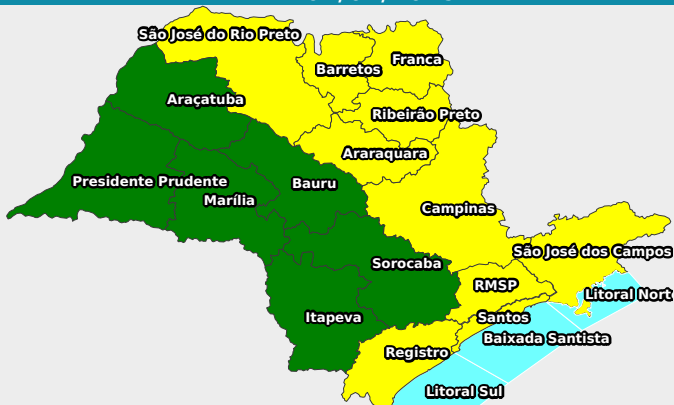 São José do Rio Preto
Franca
Barretos
Araçatuba
Ribeirão Preto
Araraquara
Presidente Prudente
Bauru
Marília
Campinas
São José dos Campos
Sorocaba
RMSP
Litoral Nort
Santos
Itapeva
Baixada Santista
Registro
Litoral Sul